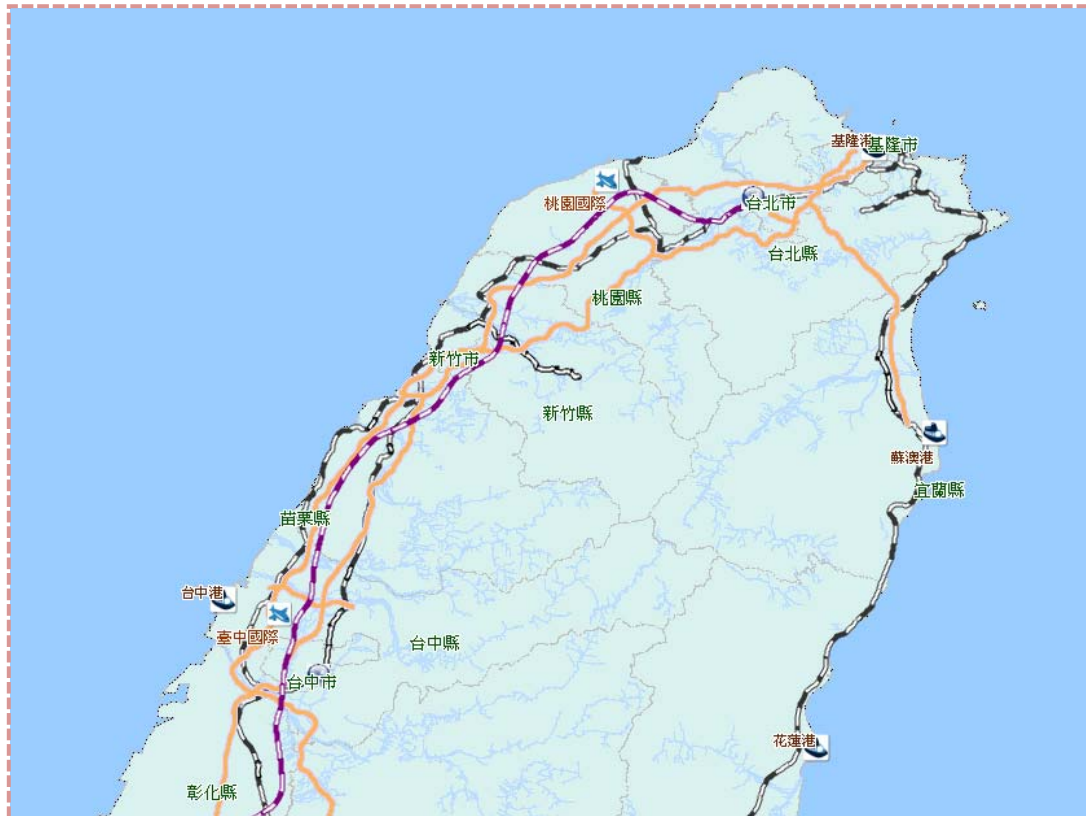 基隆港
基隆市
桃園國際
台北市
台北縣
桃園縣
新竹市
新竹縣
蘇澳港
宜蘭縣
苗栗縣
台中港
臺中國際
台中縣
台中市
花蓮港
彰化縣